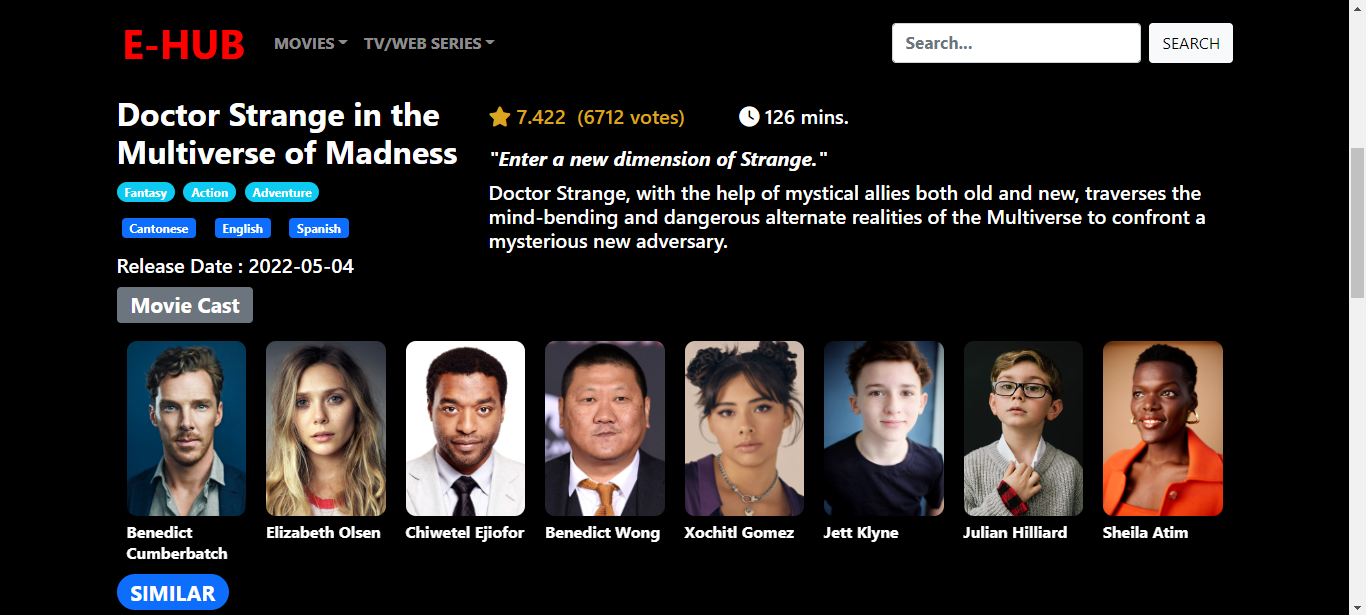 E-HUB
MOVIES
TV/WEB SERIES
Search...
SEARCH
Doctor Strange in the
Multiverse of Madness
Fantasy
Action
Adventure
Cantonese
English
Spanish
Release Date : 2022-05-04
7.422 (6712 votes)
126 mins.
"Enter a new dimension of Strange."
Doctor Strange, with the help of mystical allies both old and new, traverses the
mind-bending and dangerous alternate realities of the Multiverse to confront a
mysterious new adversary.
Movie Cast
Benedict
Cumberbatch
Elizabeth Olsen
Chiwetel Ejiofor
Benedict Wong
Xochitl Gomez
Jett Klyne
Julian Hilliard
Sheila Atim
SIMILAR